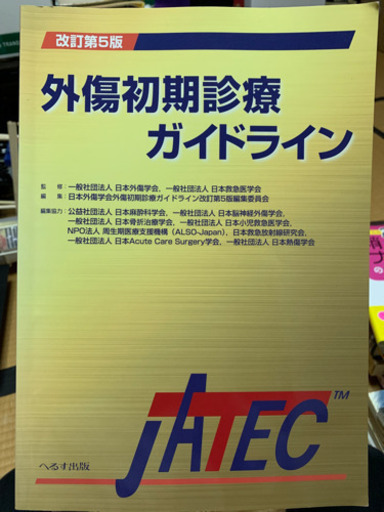 改訂第5版
外傷初期診療
ガイドライン
監 修：一般社団法人 日本外傷学会，一般社団法人 日本救急医学会
編 集：日本外傷学会外傷初期診療ガイドライン改訂第5版編集委員会
編集協力：公益社団法人 日本麻酔科学会，一般社団法人 日本脳神経外傷学会，
一般社団法人 日本骨折治療学会，一般社団法人 日本小児救急医学会，
NPO法人 周生期医療支援機構（ALSO-Japan），日本救急放射線研究会，
一般社団法人 日本Acute Care Surgery学会，一般社団法人 日本熱傷学会
JATEC™
へるす出版